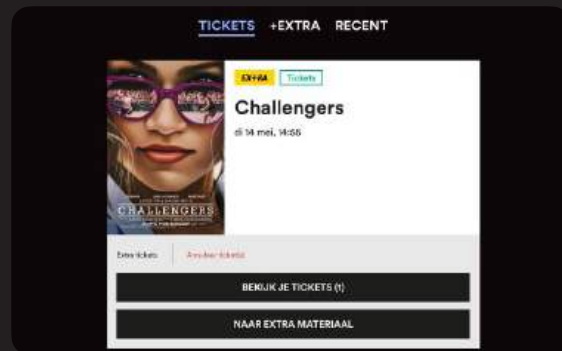 TICKETS +EXTRA RECENT
EXTRA Tickets
Challengers
di 14 mei, 14:55
CHALLENGERS
Extra tickets Annuleer ticket(s)
BEKIJK JE TICKETS (1)
NAAR EXTRA MATERIAAL